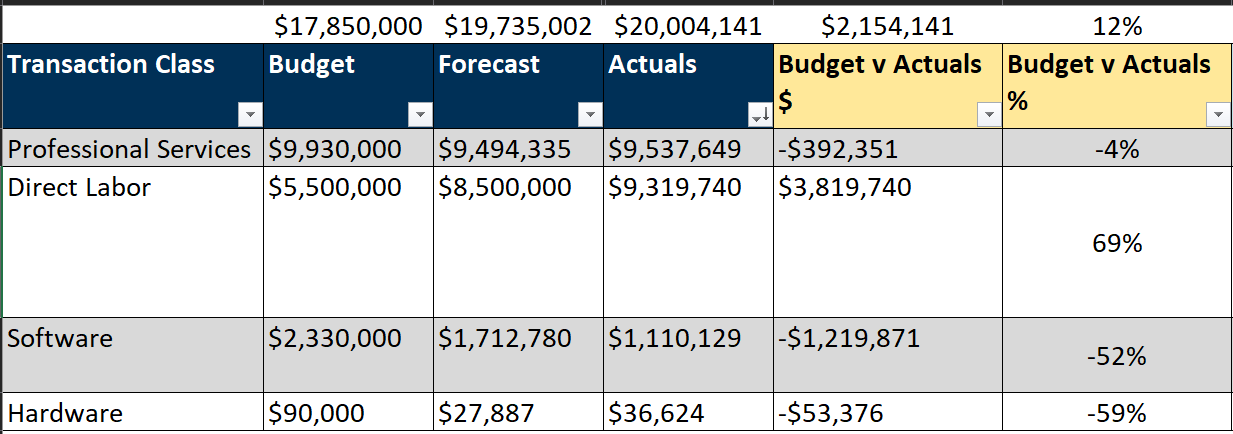 $17,850,000 $19,735,002 $20,004,141 $2,154,141 12%
Transaction Class Budget Forecast Actuals Budget v Actuals $ Budget v Actuals %
Professional Services $9,930,000 $9,494,335 $9,537,649 -$392,351 -4%
Direct Labor $5,500,000 $8,500,000 $9,319,740 $3,819,740 69%
Software $2,330,000 $1,712,780 $1,110,129 -$1,219,871 -52%
Hardware $90,000 $27,887 $36,624 -$53,376 -59%